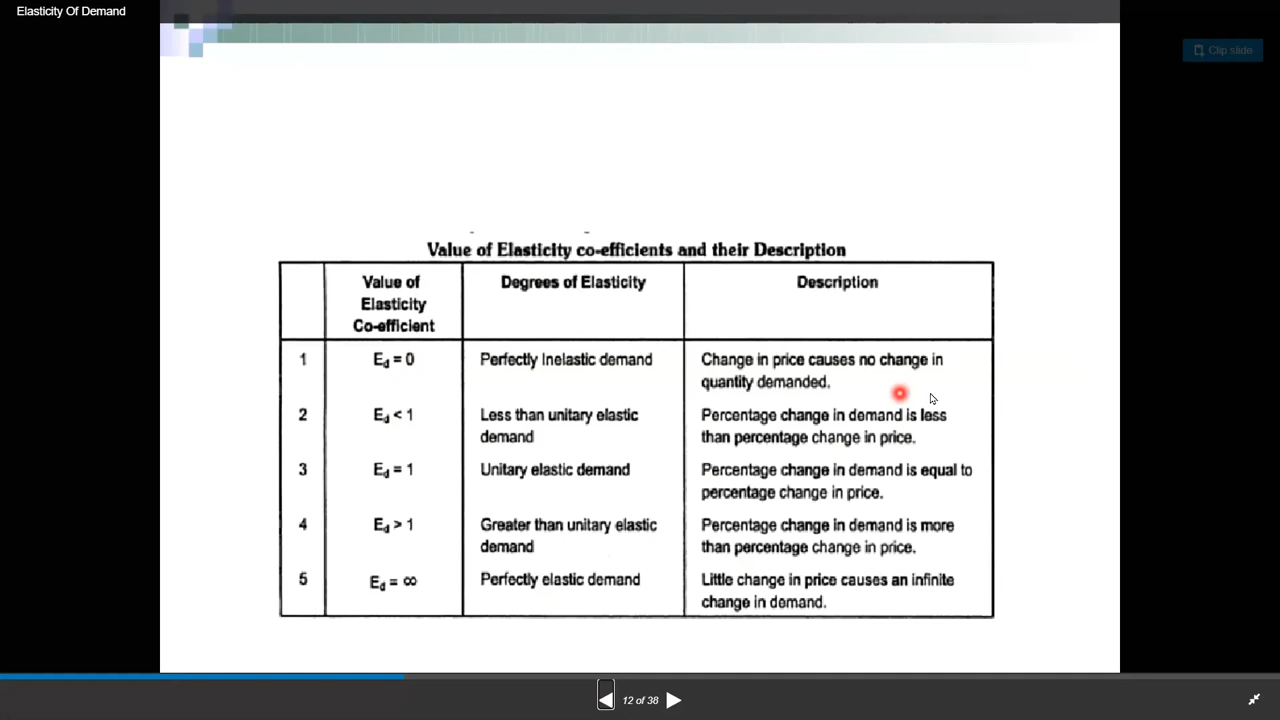 Elasticity Of Demand
Clip slide
Value of Elasticity co-efficients and their Description
Value of
Elasticity
Co-efficient
Degrees of Elasticity
Description
1
E_d = 0
Perfectly Inelastic demand
Change in price causes no change in
quantity demanded.
2
E_d < 1
Less than unitary elastic
demand
Percentage change in demand is less
than percentage change in price.
3
E_d = 1
Unitary elastic demand
Percentage change in demand is equal to
percentage change in price.
4
E_d > 1
Greater than unitary elastic
demand
Percentage change in demand is more
than percentage change in price.
5
E_d = ∞
Perfectly elastic demand
Little change in price causes an infinite
change in demand.
12 of 38